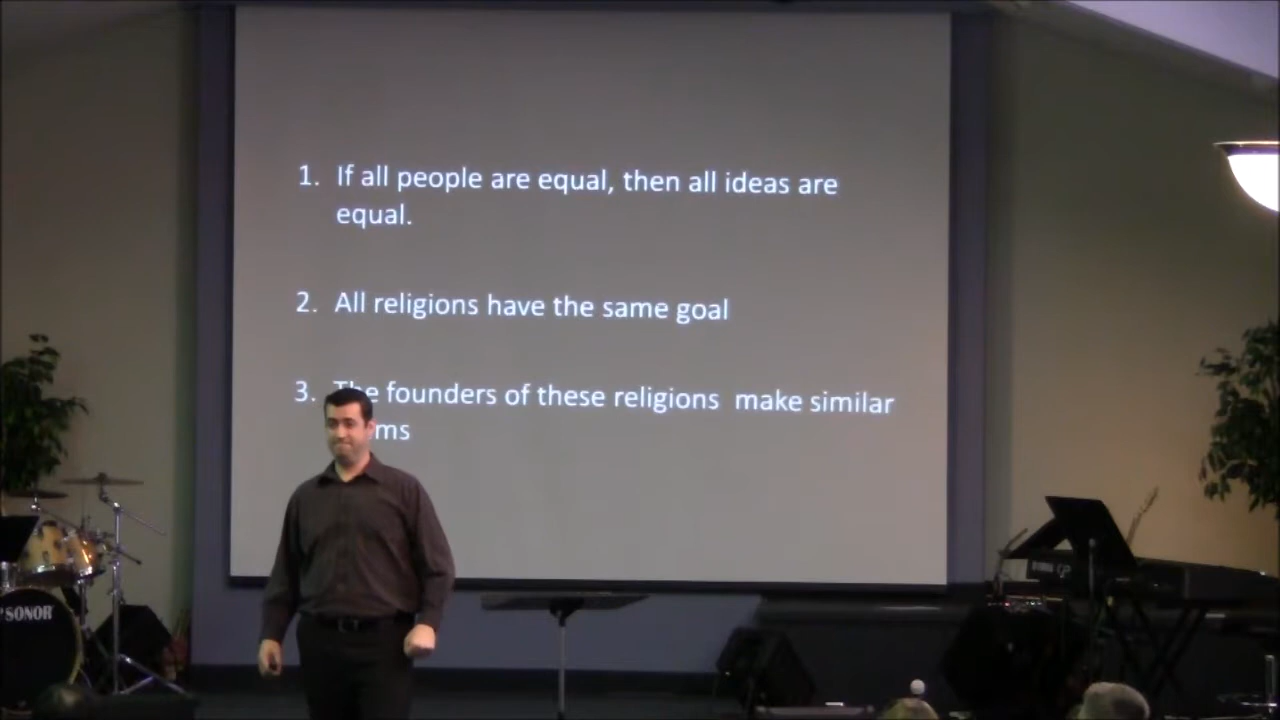 1. If all people are equal, then all ideas are
equal.
2. All religions have the same goal
3. The founders of these religions make similar
SONOR